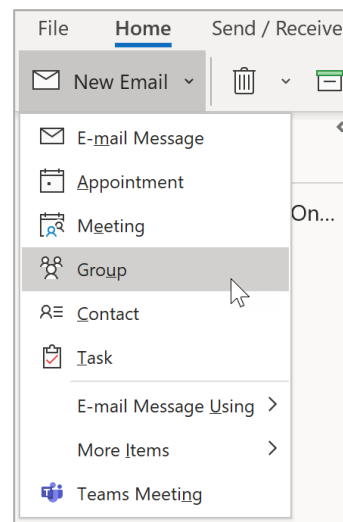 File Home Send / Receive
New Email
E-mail Message
Appointment
On...
Meeting
Group
Contact
Task
E-mail Message Using
More Items
Teams Meeting